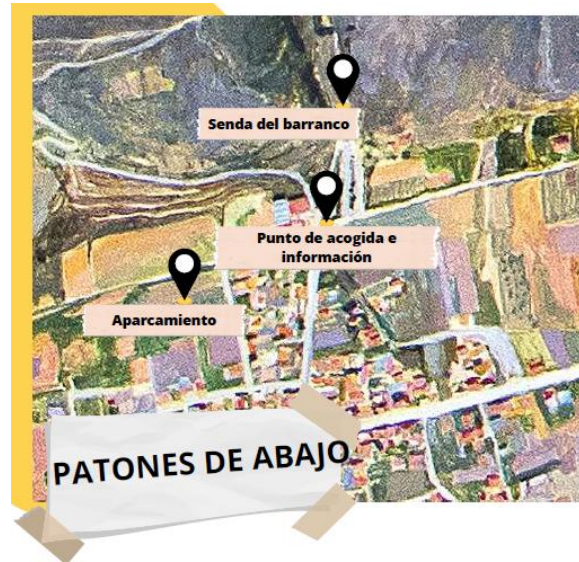 Senda del barranco
Punto de acogida e
información
Aparcamiento
PATONES DE ABAJO